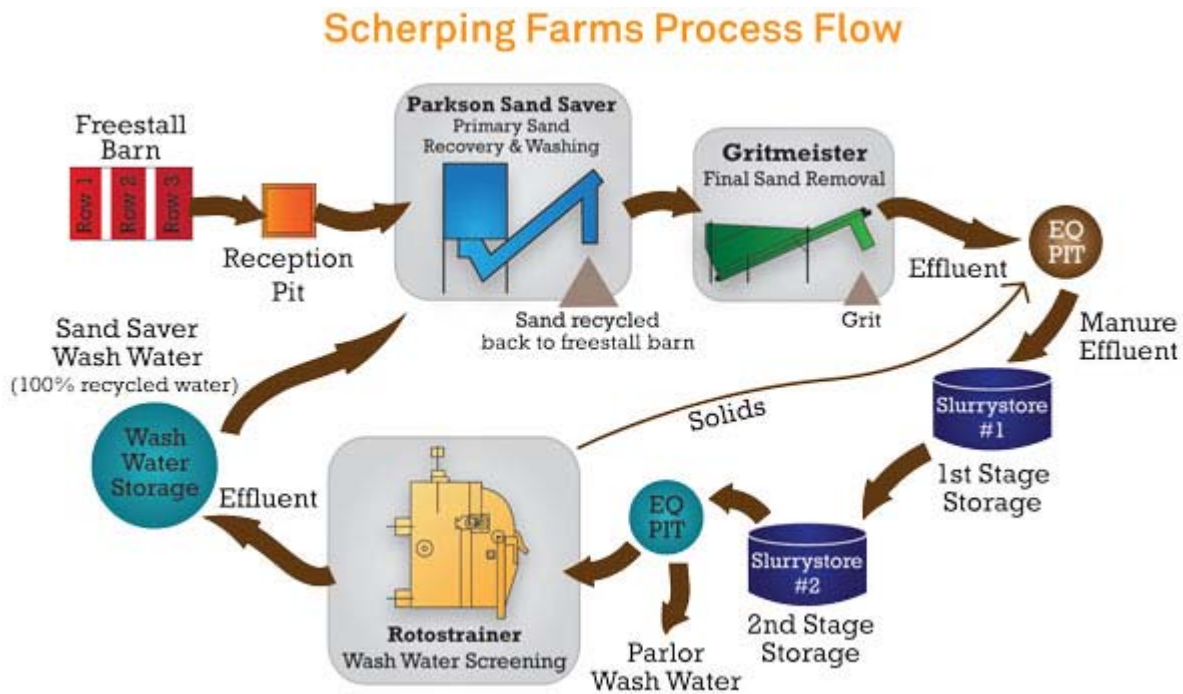 Scherping Farms Process Flow
Freestall
Barn
Row 1
Row 2
Row 3
Reception
Pit
Parkson Sand Saver
Primary Sand
Recovery & Washing
Sand recycled
back to freestall barn
Gritmeister
Final Sand Removal
Grit
Effluent
EQ
PIT
Manure
Effluent
Slurrystore
#1
1st Stage
Storage
Slurrystore
#2
2nd Stage
Storage
EQ
PIT
Parlor
Wash Water
Solids
Rotostrainer
Wash Water Screening
Effluent
Wash
Water
Storage
Sand Saver
Wash Water
(100% recycled water)